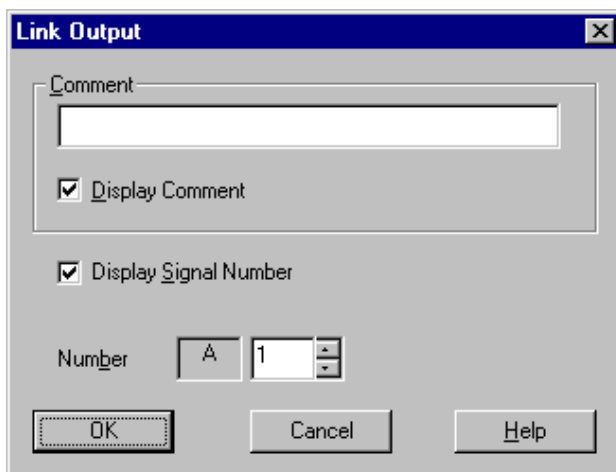 Link Output
Comment
Display Comment
Display Signal Number
Number A 1
OK Cancel Help